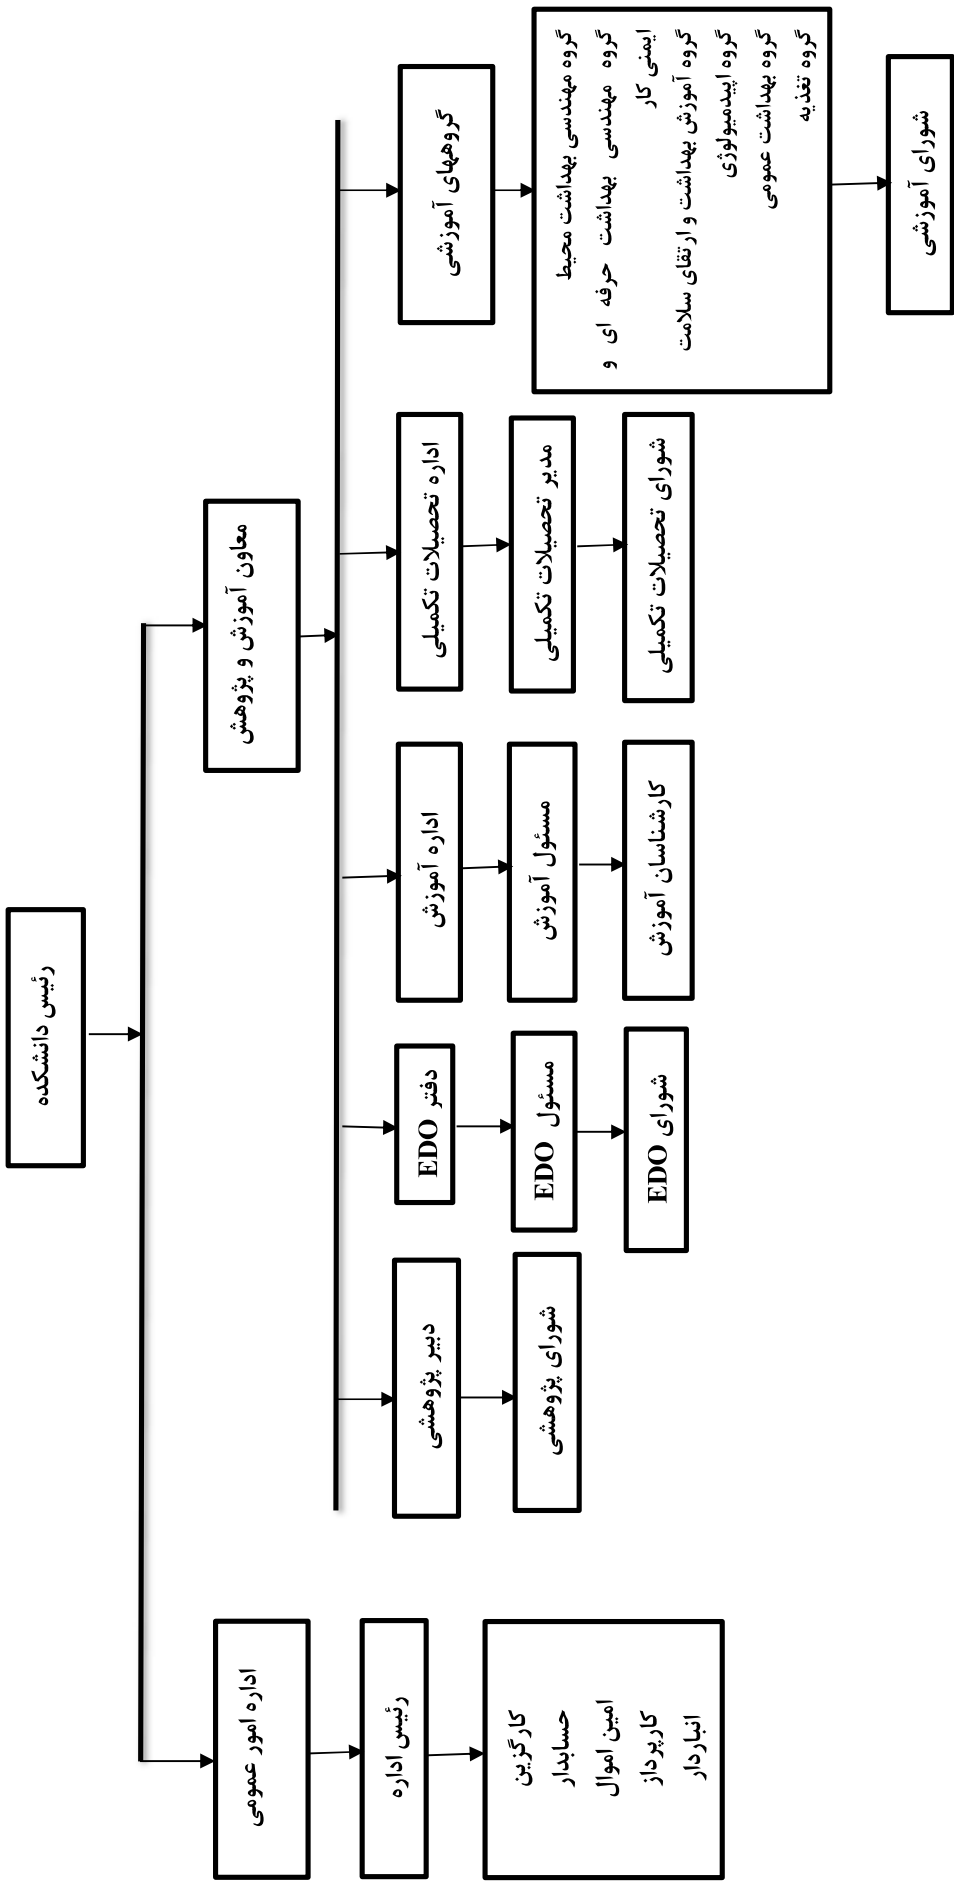 رئیس دانشکده
معاون آموزش و پژوهش
اداره امور عمومی
گروههای آموزشی
اداره تحصیلات تکمیلی
اداره آموزش
دفتر EDO
دبیر پژوهشی
رئیس اداره
گروه مهندسی بهداشت محیط
گروه مهندسی بهداشت حرفه ای و
ایمنی کار
گروه آموزش بهداشت و ارتقای سلامت
گروه اپیدمیولوژی
گروه بهداشت عمومی
گروه تغذیه
مدیر تحصیلات تکمیلی
مسئول آموزش
مسئول EDO
شورای پژوهشی
کارگزین
حسابدار
امین اموال
کارپرداز
انباردار
شورای تحصیلات تکمیلی
کارشناسان آموزش
شورای EDO
شورای آموزشی